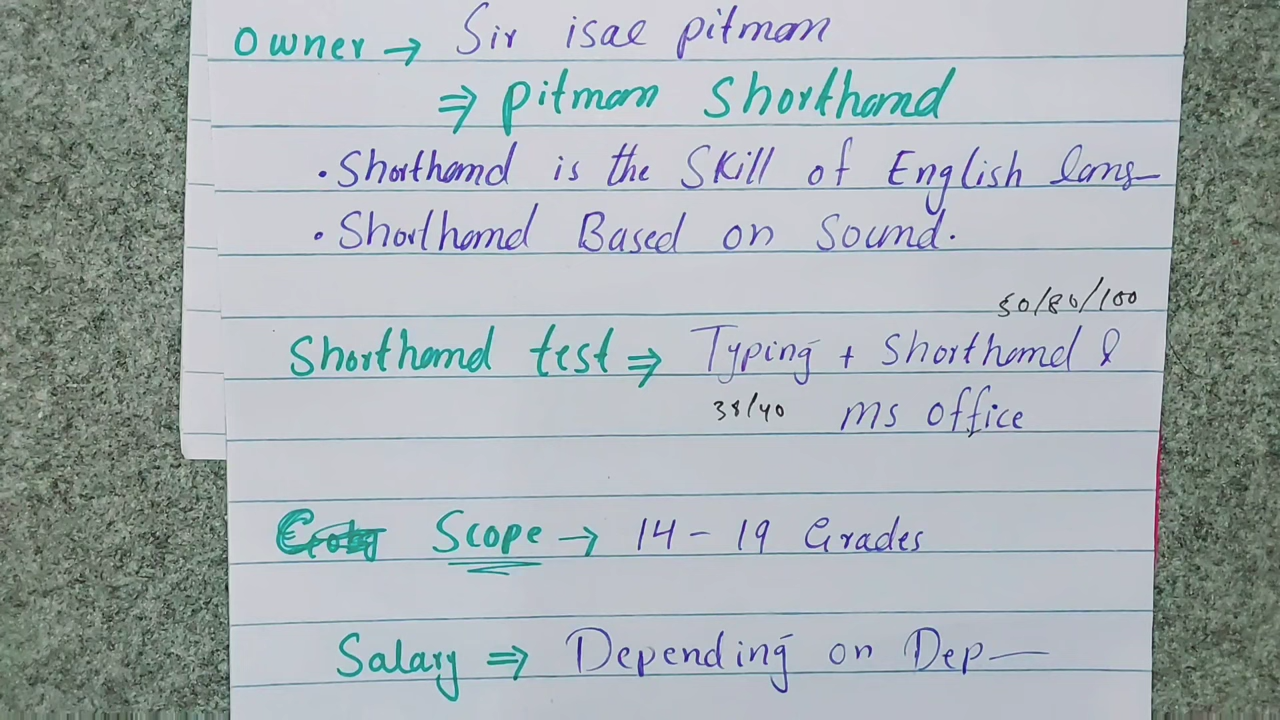 Owner → Sir isac pitman
⇒ pitman Shorthand
• Shorthand is the Skill of English lang—
• Shorthand Based on Sound.
50/80/100
Shorthand test ⇒ Typing + Shorthand &
38/40 ms office
Scope → 14 - 19 Grades
Salary ⇒ Depending on Dep—